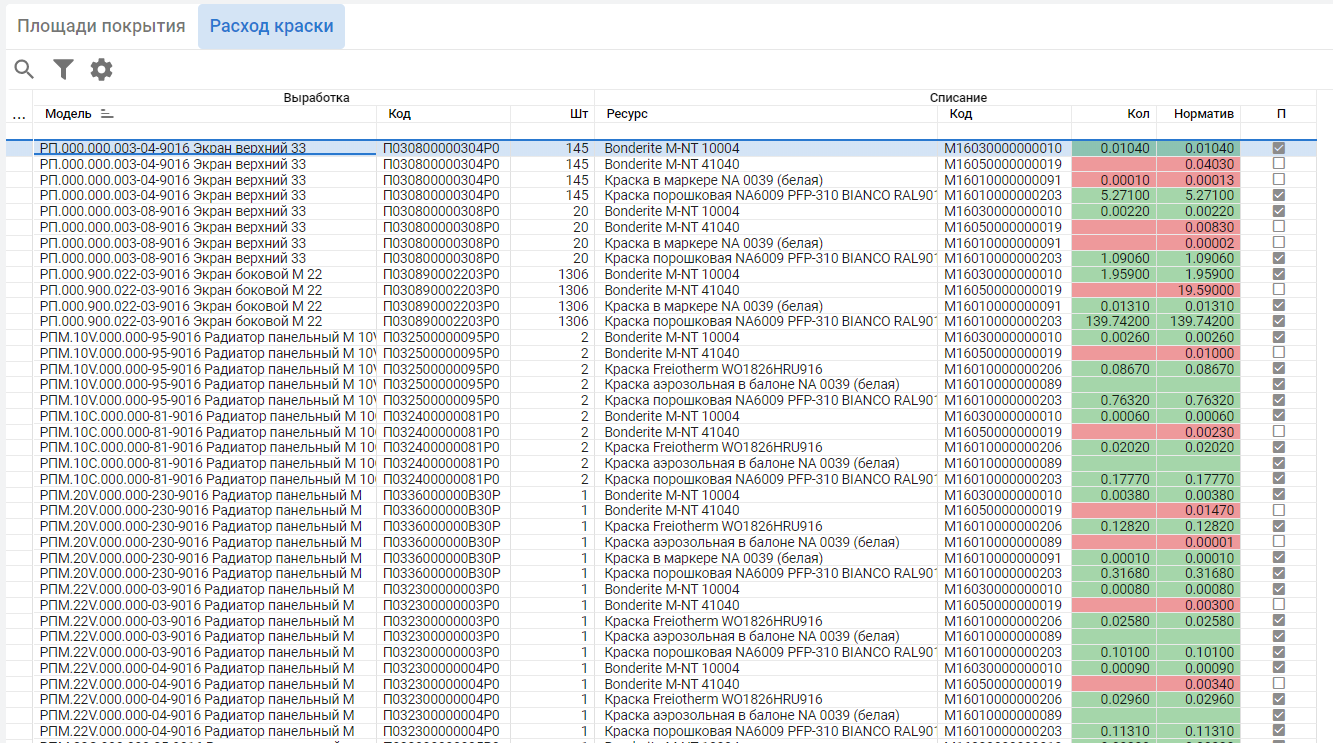 Площади покрытия Расход краски
Выработка Списание
... Модель Код Шт Ресурс Код Кол Норматив П
РП.000.000.003-04-9016 Экран верхний 33 П030800000304Р0 145 Bonderite M-NT 10004 М16030000000010 0.01040 0.01040
РП.000.000.003-04-9016 Экран верхний 33 П030800000304Р0 145 Bonderite M-NT 41040 М16050000000019 0.04030
РП.000.000.003-04-9016 Экран верхний 33 П030800000304Р0 145 Краска в маркере NA 0039 (белая) М16010000000091 0.00010 0.00013
РП.000.000.003-04-9016 Экран верхний 33 П030800000304Р0 145 Краска порошковая NA6009 PFP-310 BIANCO RAL901 М16010000000203 5.27100 5.27100
РП.000.000.003-08-9016 Экран верхний 33 П030800000308Р0 20 Bonderite M-NT 10004 М16030000000010 0.00220 0.00220
РП.000.000.003-08-9016 Экран верхний 33 П030800000308Р0 20 Bonderite M-NT 41040 М16050000000019 0.00830
РП.000.000.003-08-9016 Экран верхний 33 П030800000308Р0 20 Краска в маркере NA 0039 (белая) М16010000000091 0.00002
РП.000.000.003-08-9016 Экран верхний 33 П030800000308Р0 20 Краска порошковая NA6009 PFP-310 BIANCO RAL901 М16010000000203 1.09060 1.09060
РП.000.900.022-03-9016 Экран боковой М 22 П030890002203Р0 1306 Bonderite M-NT 10004 М16030000000010 1.95900 1.95900
РП.000.900.022-03-9016 Экран боковой М 22 П030890002203Р0 1306 Bonderite M-NT 41040 М16050000000019 19.59000
РП.000.900.022-03-9016 Экран боковой М 22 П030890002203Р0 1306 Краска в маркере NA 0039 (белая) М16010000000091 0.01310 0.01310
РП.000.900.022-03-9016 Экран боковой М 22 П030890002203Р0 1306 Краска порошковая NA6009 PFP-310 BIANCO RAL901 М16010000000203 139.74200 139.74200
РПМ.10V.000.000-95-9016 Радиатор панельный М 10V П032500000095Р0 2 Bonderite M-NT 10004 М16030000000010 0.00260 0.00260
РПМ.10V.000.000-95-9016 Радиатор панельный М 10V П032500000095Р0 2 Bonderite M-NT 41040 М16050000000019 0.01000
РПМ.10V.000.000-95-9016 Радиатор панельный М 10V П032500000095Р0 2 Краска Freiotherm WO1826HRU916 М16010000000206 0.08670 0.08670
РПМ.10V.000.000-95-9016 Радиатор панельный М 10V П032500000095Р0 2 Краска аэрозольная в балоне NA 0039 (белая) М16010000000089
РПМ.10V.000.000-95-9016 Радиатор панельный М 10V П032500000095Р0 2 Краска порошковая NA6009 PFP-310 BIANCO RAL901 М16010000000203 0.76320 0.76320
РПМ.10С.000.000-81-9016 Радиатор панельный М 10С П032400000081Р0 2 Bonderite M-NT 10004 М16030000000010 0.00060 0.00060
РПМ.10С.000.000-81-9016 Радиатор панельный М 10С П032400000081Р0 2 Bonderite M-NT 41040 М16050000000019 0.00230
РПМ.10С.000.000-81-9016 Радиатор панельный М 10С П032400000081Р0 2 Краска Freiotherm WO1826HRU916 М16010000000206 0.02020 0.02020
РПМ.10С.000.000-81-9016 Радиатор панельный М 10С П032400000081Р0 2 Краска аэрозольная в балоне NA 0039 (белая) М16010000000089
РПМ.10С.000.000-81-9016 Радиатор панельный М 10С П032400000081Р0 2 Краска порошковая NA6009 PFP-310 BIANCO RAL901 М16010000000203 0.17770 0.17770
РПМ.20V.000.000-230-9016 Радиатор панельный М П0336000000В30Р 1 Bonderite M-NT 10004 М16030000000010 0.00380 0.00380
РПМ.20V.000.000-230-9016 Радиатор панельный М П0336000000В30Р 1 Bonderite M-NT 41040 М16050000000019 0.01470
РПМ.20V.000.000-230-9016 Радиатор панельный М П0336000000В30Р 1 Краска Freiotherm WO1826HRU916 М16010000000206 0.12820 0.12820
РПМ.20V.000.000-230-9016 Радиатор панельный М П0336000000В30Р 1 Краска аэрозольная в балоне NA 0039 (белая) М16010000000089 0.00001
РПМ.20V.000.000-230-9016 Радиатор панельный М П0336000000В30Р 1 Краска в маркере NA 0039 (белая) М16010000000091 0.00010 0.00010
РПМ.20V.000.000-230-9016 Радиатор панельный М П0336000000В30Р 1 Краска порошковая NA6009 PFP-310 BIANCO RAL901 М16010000000203 0.31680 0.31680
РПМ.22V.000.000-03-9016 Радиатор панельный М П032300000003Р0 1 Bonderite M-NT 10004 М16030000000010 0.00080 0.00080
РПМ.22V.000.000-03-9016 Радиатор панельный М П032300000003Р0 1 Bonderite M-NT 41040 М16050000000019 0.00300
РПМ.22V.000.000-03-9016 Радиатор панельный М П032300000003Р0 1 Краска Freiotherm WO1826HRU916 М16010000000206 0.02580 0.02580
РПМ.22V.000.000-03-9016 Радиатор панельный М П032300000003Р0 1 Краска аэрозольная в балоне NA 0039 (белая) М16010000000089
РПМ.22V.000.000-03-9016 Радиатор панельный М П032300000003Р0 1 Краска порошковая NA6009 PFP-310 BIANCO RAL901 М16010000000203 0.10100 0.10100
РПМ.22V.000.000-04-9016 Радиатор панельный М П032300000004Р0 1 Bonderite M-NT 10004 М16030000000010 0.00090 0.00090
РПМ.22V.000.000-04-9016 Радиатор панельный М П032300000004Р0 1 Bonderite M-NT 41040 М16050000000019 0.00340
РПМ.22V.000.000-04-9016 Радиатор панельный М П032300000004Р0 1 Краска Freiotherm WO1826HRU916 М16010000000206 0.02960 0.02960
РПМ.22V.000.000-04-9016 Радиатор панельный М П032300000004Р0 1 Краска аэрозольная в балоне NA 0039 (белая) М16010000000089
РПМ.22V.000.000-04-9016 Радиатор панельный М П032300000004Р0 1 Краска порошковая NA6009 PFP-310 BIANCO RAL901 М16010000000203 0.11310 0.11310